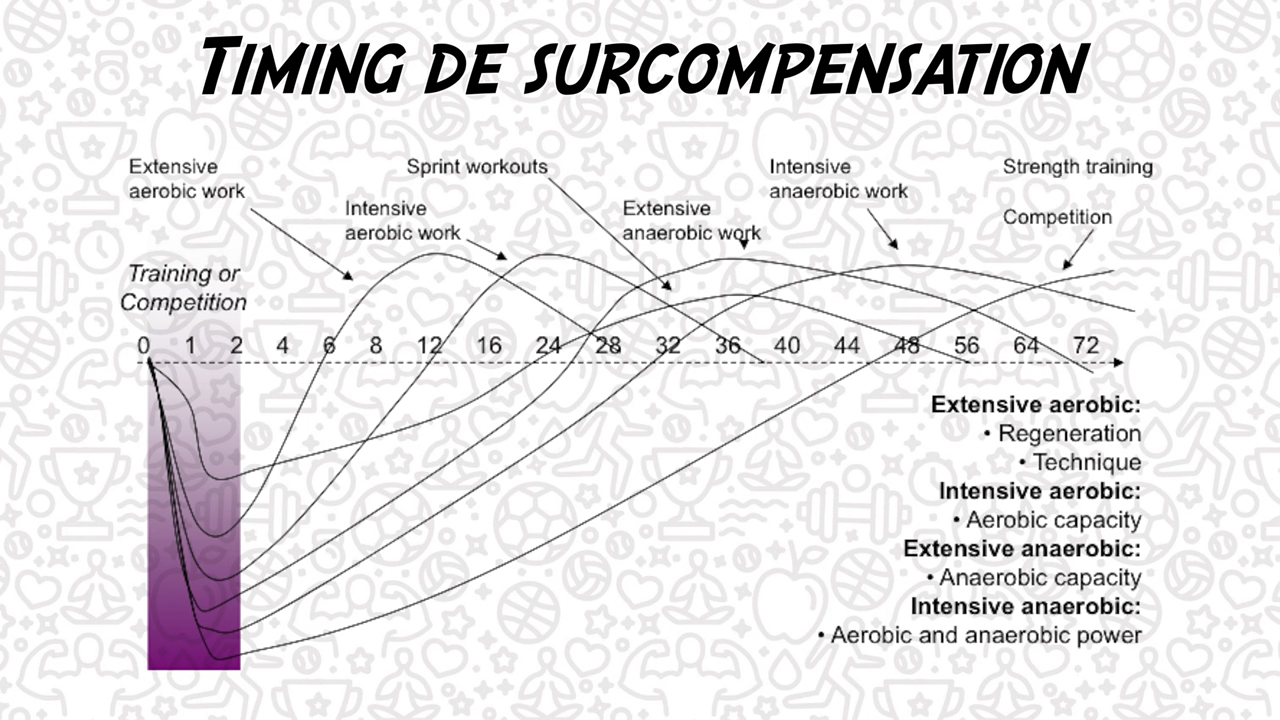 TIMING DE SURCOMPENSATION
Extensive
aerobic work
Sprint workouts
Intensive
anaerobic work
Strength training
Intensive
aerobic work
Extensive
anaerobic work
Competition
Training or
Competition
0 1 2 4 6 8 12 16 24 28 32 36 40 44 48 56 64 72
Extensive aerobic:
• Regeneration
• Technique
Intensive aerobic:
• Aerobic capacity
Extensive anaerobic:
• Anaerobic capacity
Intensive anaerobic:
• Aerobic and anaerobic power